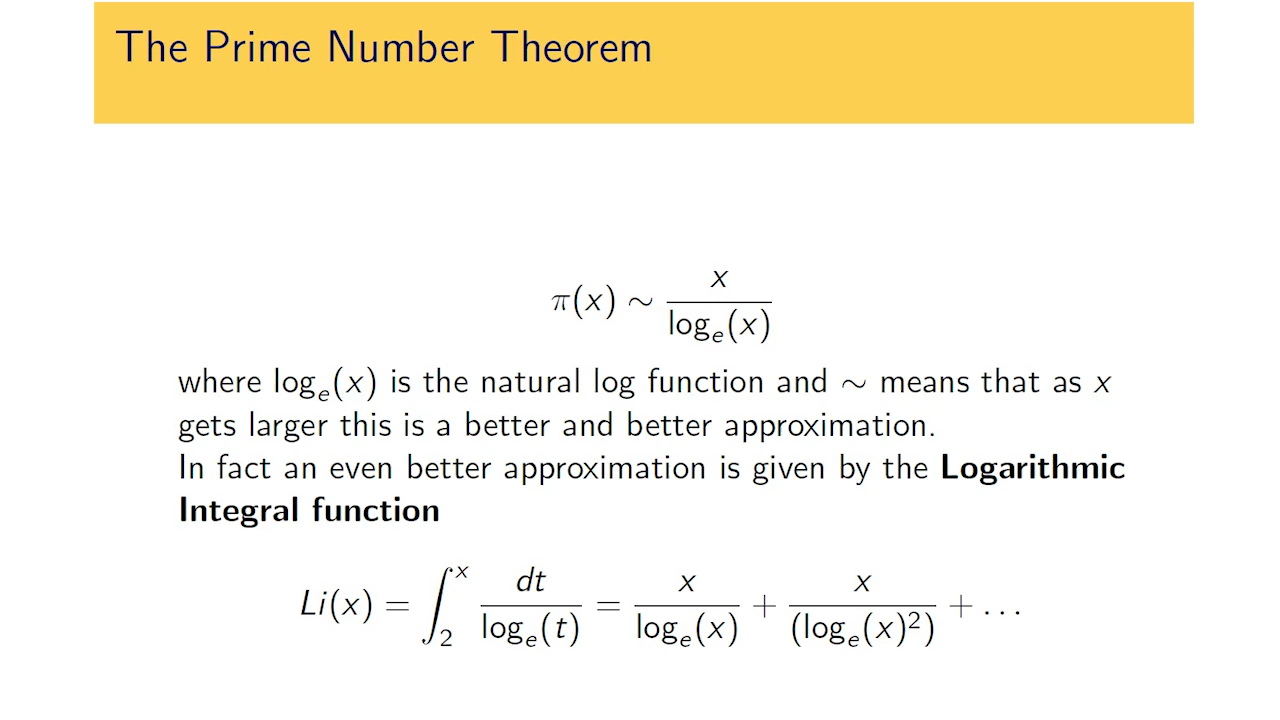 The Prime Number Theorem
π(x) ∼ x / log_e(x)
where log_e(x) is the natural log function and ∼ means that as x
gets larger this is a better and better approximation.
In fact an even better approximation is given by the Logarithmic
Integral function
Li(x) = ∫_2^x dt / log_e(t) = x / log_e(x) + x / (log_e(x)^2) + …